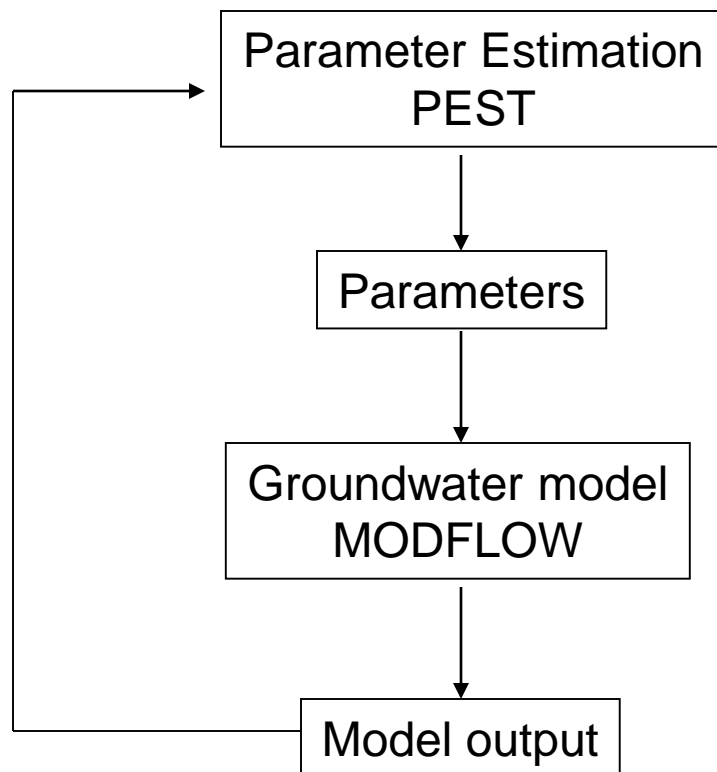 Parameter Estimation
PEST
Parameters
Groundwater model
MODFLOW
Model output